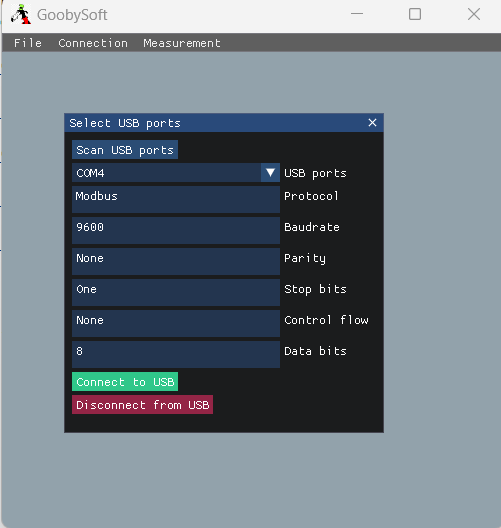 GoobySoft
File Connection Measurement
Select USB ports
Scan USB ports
COM4 USB ports
Modbus Protocol
9600 Baudrate
None Parity
One Stop bits
None Control flow
8 Data bits
Connect to USB
Disconnect from USB